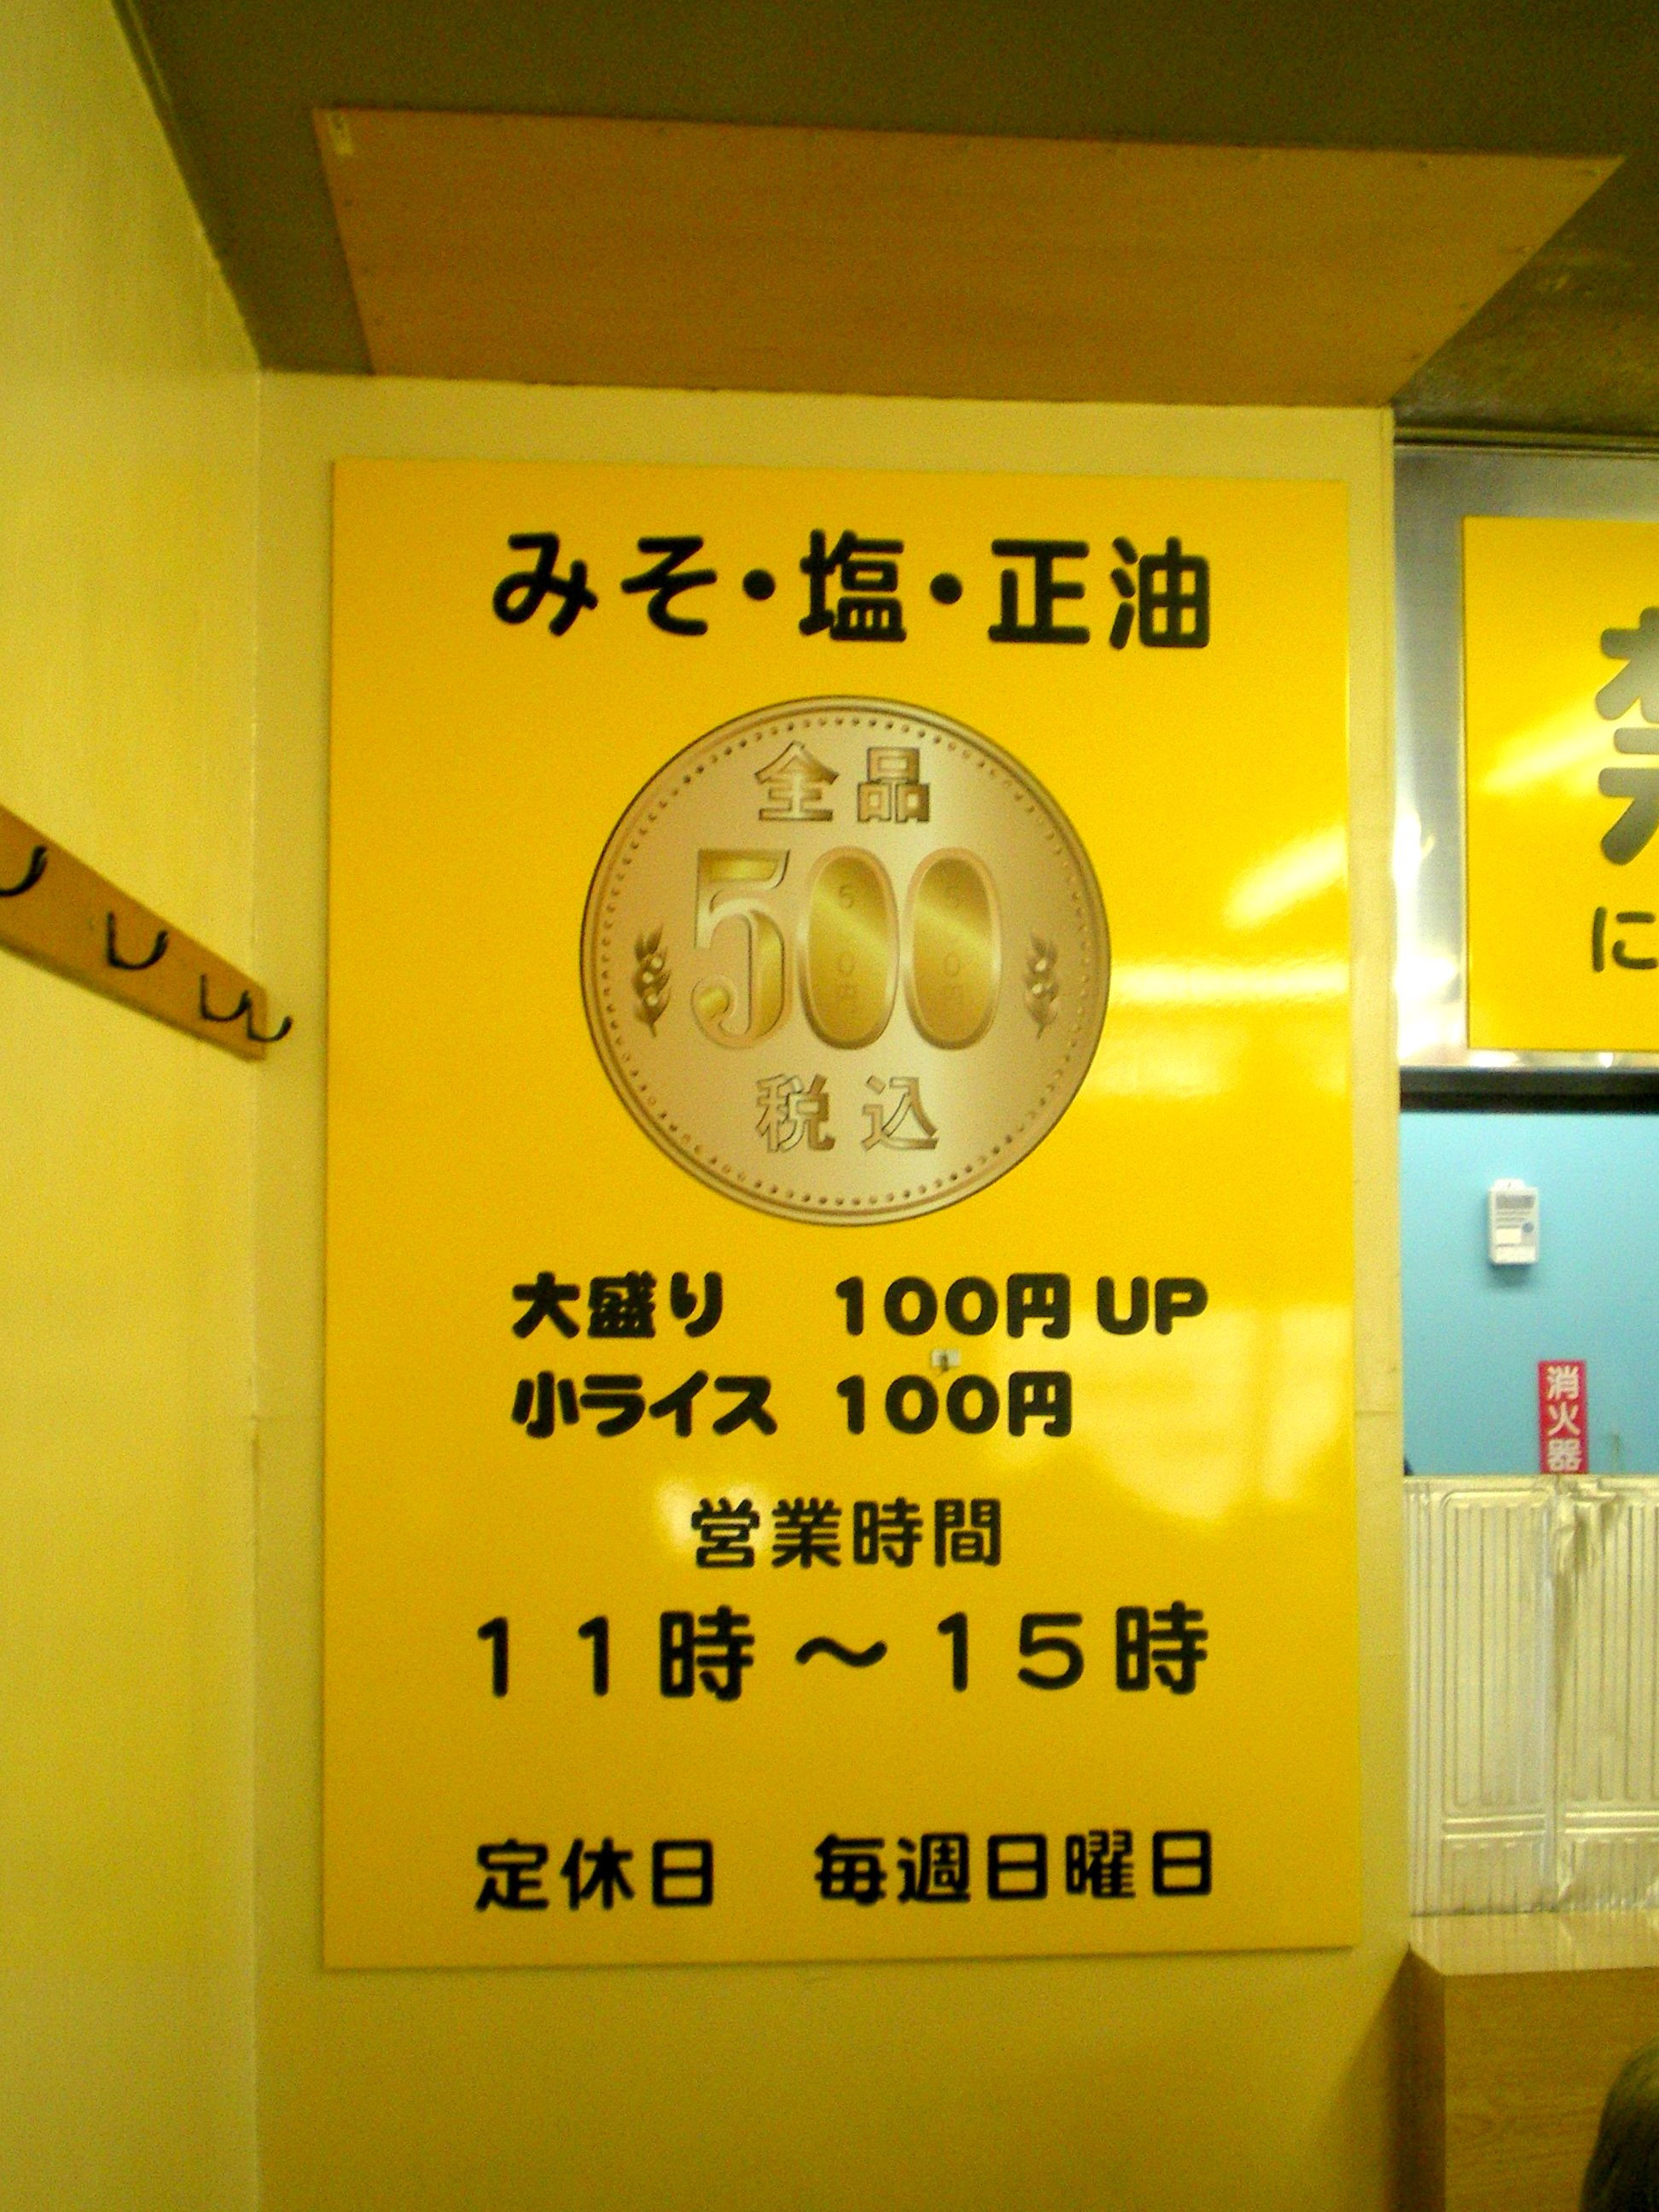 みそ・塩・正油
全品
500
税込
大盛り 100円UP
小ライス 100円
営業時間
11時〜15時
定休日 毎週日曜日
に
消火器